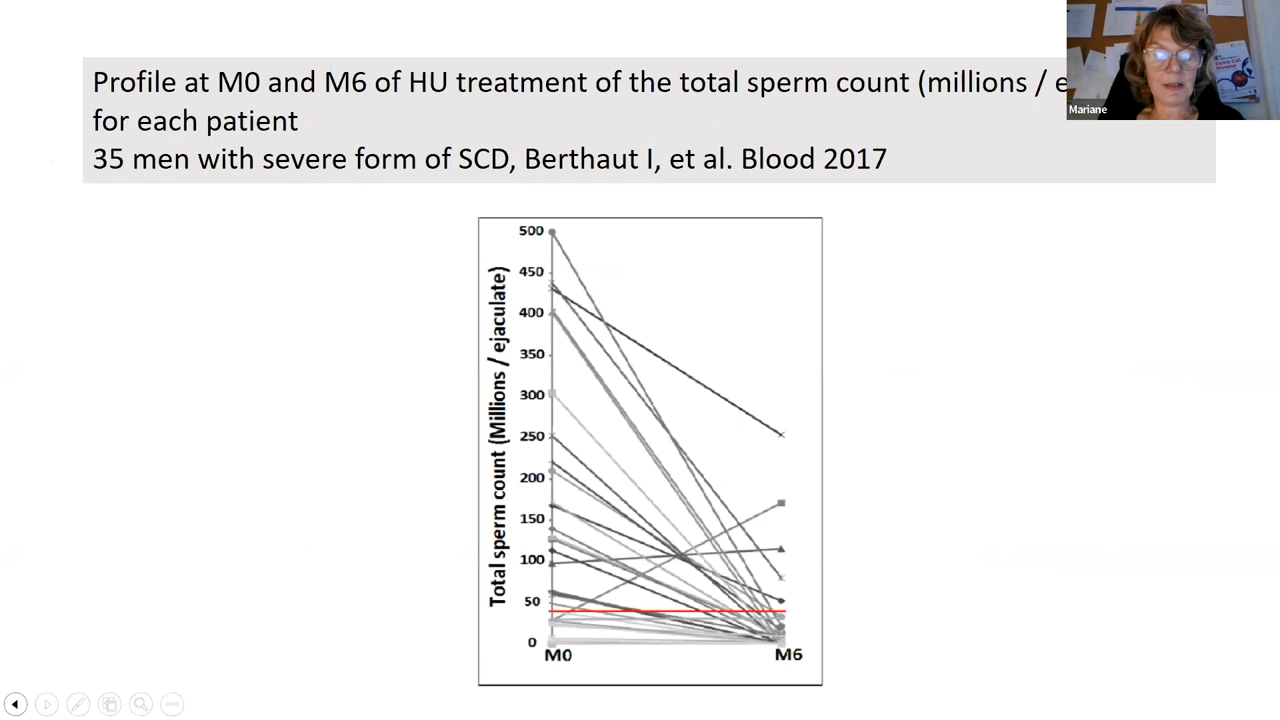 Profile at M0 and M6 of HU treatment of the total sperm count (millions / e
for each patient
35 men with severe form of SCD, Berthaut I, et al. Blood 2017
Mariane
Total sperm count (Millions / ejaculate)
500
450
400
350
300
250
200
150
100
50
0
M0
M6